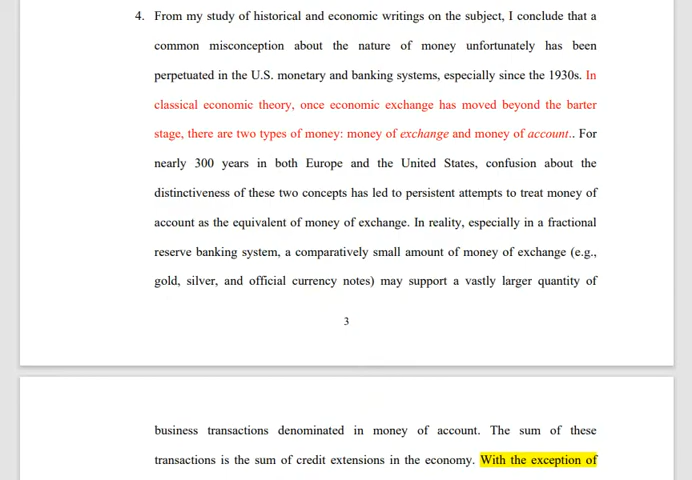 4. From my study of historical and economic writings on the subject, I conclude that a
common misconception about the nature of money unfortunately has been
perpetuated in the U.S. monetary and banking systems, especially since the 1930s. In
classical economic theory, once economic exchange has moved beyond the barter
stage, there are two types of money: money of exchange and money of account.. For
nearly 300 years in both Europe and the United States, confusion about the
distinctiveness of these two concepts has led to persistent attempts to treat money of
account as the equivalent of money of exchange. In reality, especially in a fractional
reserve banking system, a comparatively small amount of money of exchange (e.g.,
gold, silver, and official currency notes) may support a vastly larger quantity of
3
business transactions denominated in money of account. The sum of these
transactions is the sum of credit extensions in the economy. With the exception of